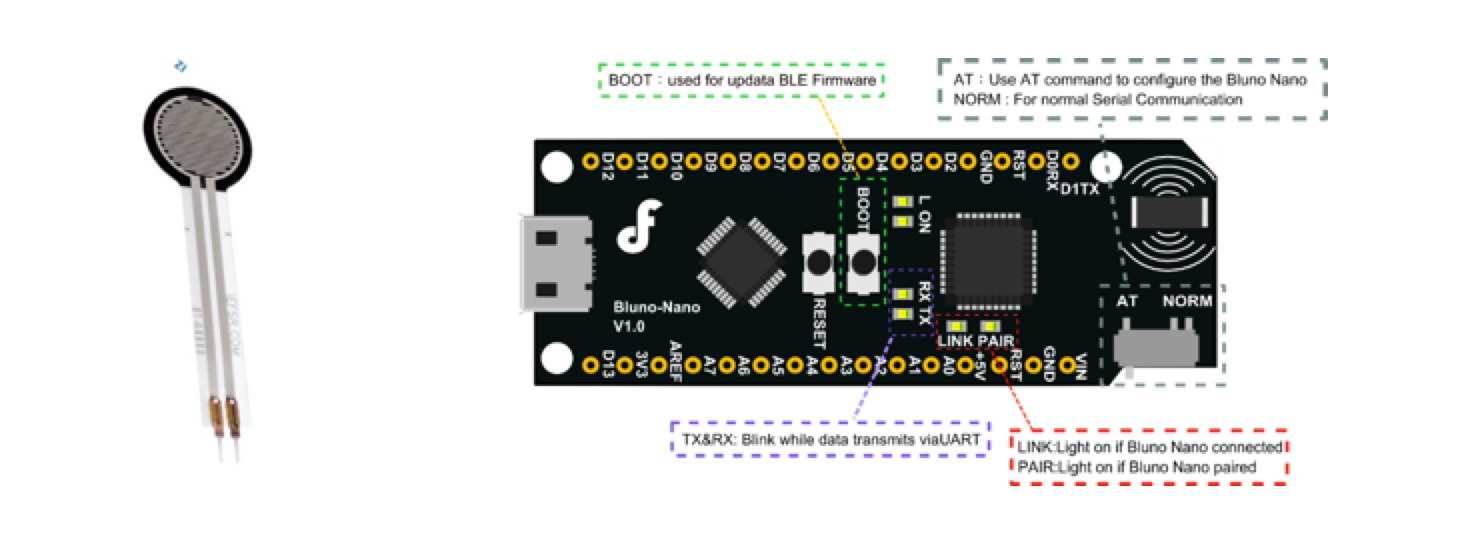 BOOT : used for updata BLE Firmware
AT : Use AT command to configure the Bluno Nano
NORM : For normal Serial Communication
D12 D11 D10 D9 D8 D7 D6 D5 D4 D3 D2 GND RST D0RX D1TX
BOOT
L ON
Bluno-Nano
V1.0
RESET
RX TX
AT NORM
LINK PAIR
D13 3V3 AREF A7 A6 A5 A4 A3 A2 A1 A0 +5V RST GND VIN
TX&RX: Blink while data transmits viaUART
LINK:Light on if Bluno Nano connected
PAIR:Light on if Bluno Nano paired